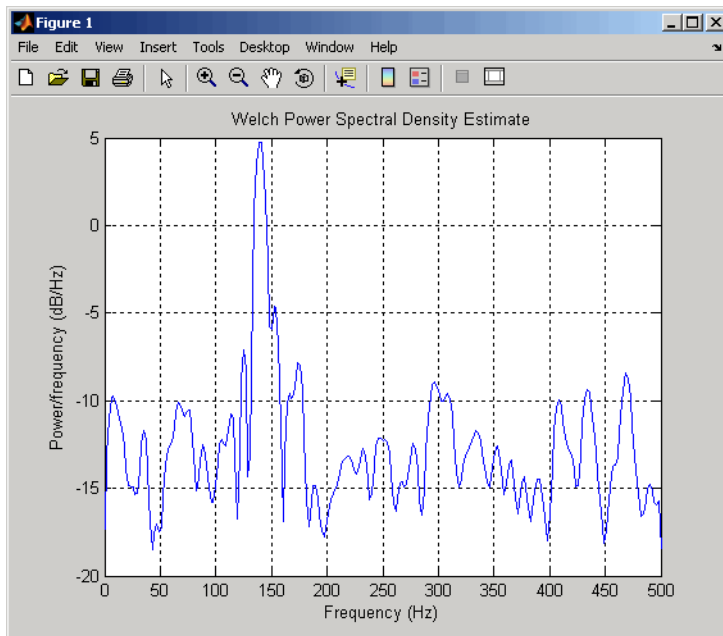 Figure 1
File Edit View Insert Tools Desktop Window Help
Welch Power Spectral Density Estimate
5
0
-5
-10
-15
-20
Power/frequency (dB/Hz)
0 50 100 150 200 250 300 350 400 450 500
Frequency (Hz)